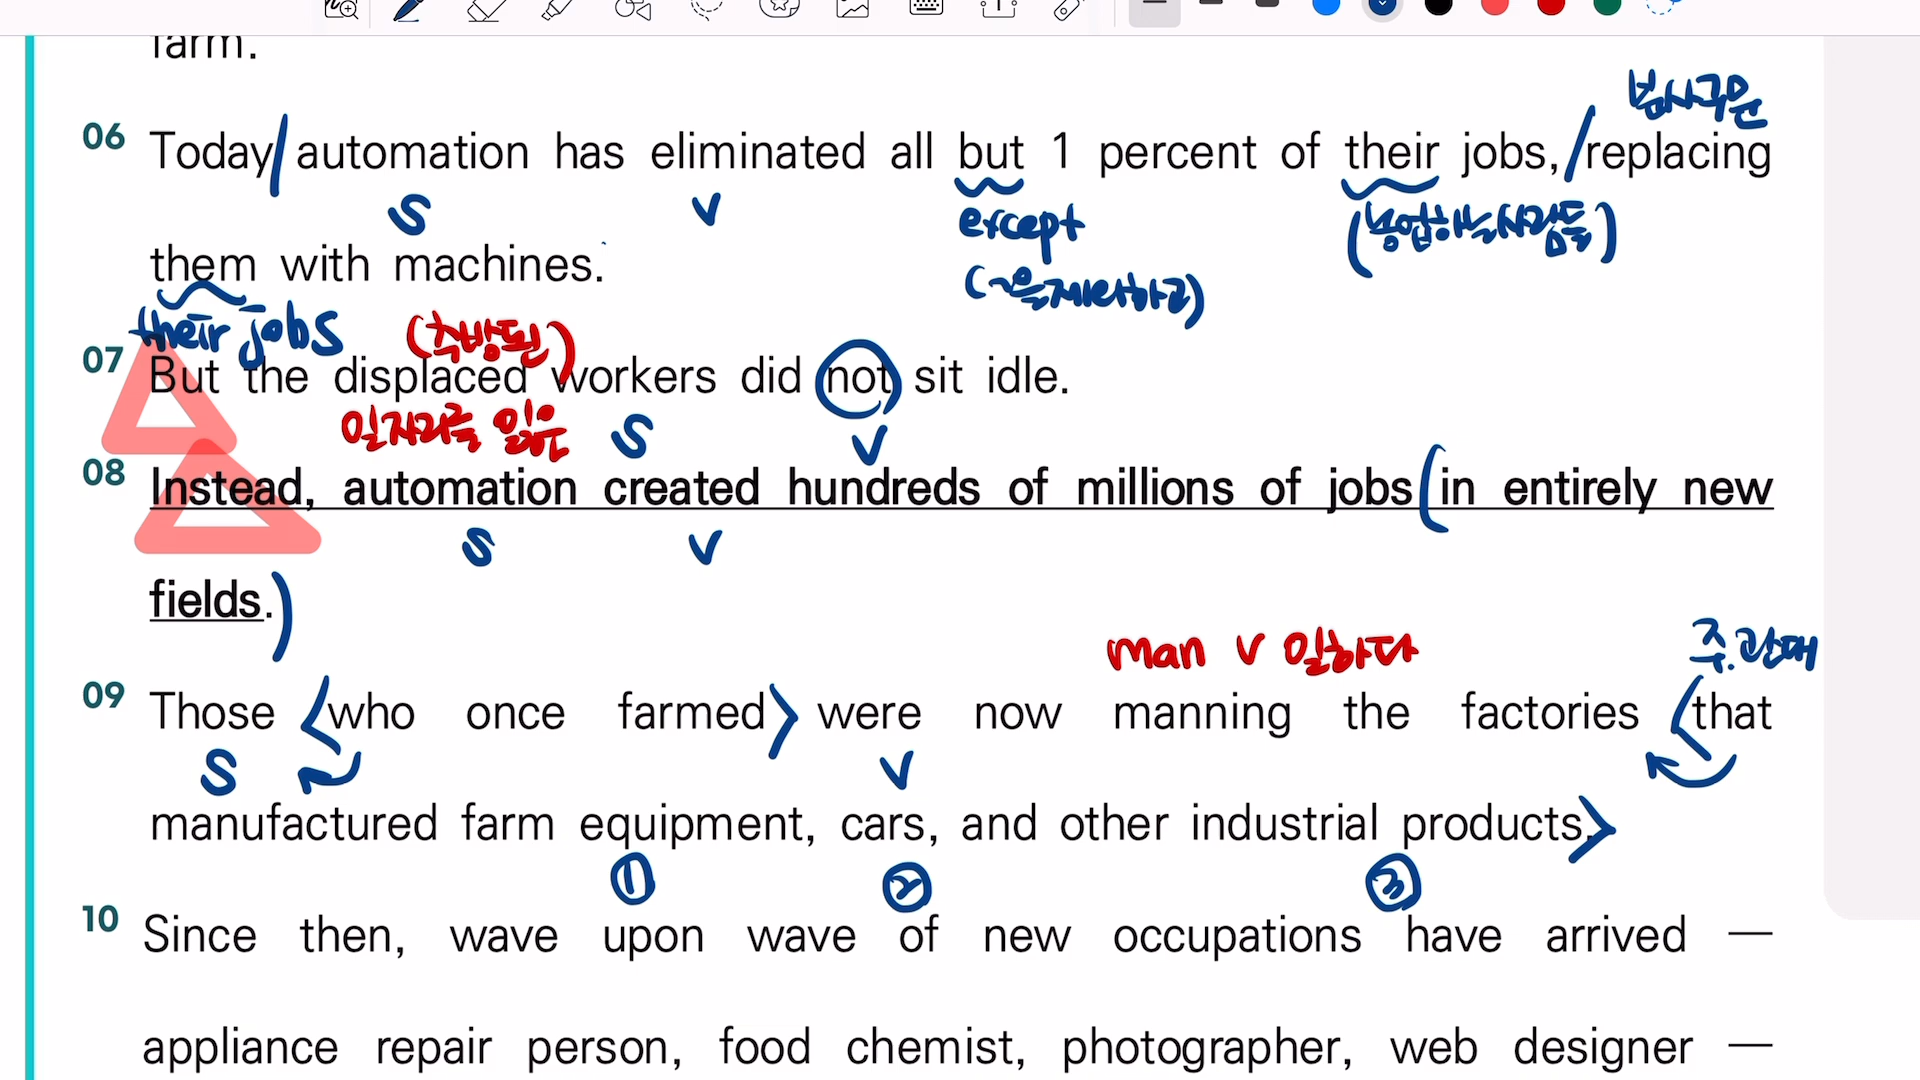 farm.
분사구문
06 Today/ automation has eliminated all but 1 percent of their jobs,/ replacing
S V except (농업하는사람들)
them with machines. (~을제외하고)
their jobs (추방된)
07 But the displaced workers did not sit idle.
일자리를 잃은 S V
08 Instead, automation created hundreds of millions of jobs (in entirely new
S V
fields.)
man v 일하다 주.관대
09 Those <who once farmed> were now manning the factories <that
S V
manufactured farm equipment, cars, and other industrial products.>
① ② ③
10 Since then, wave upon wave of new occupations have arrived —
appliance repair person, food chemist, photographer, web designer —